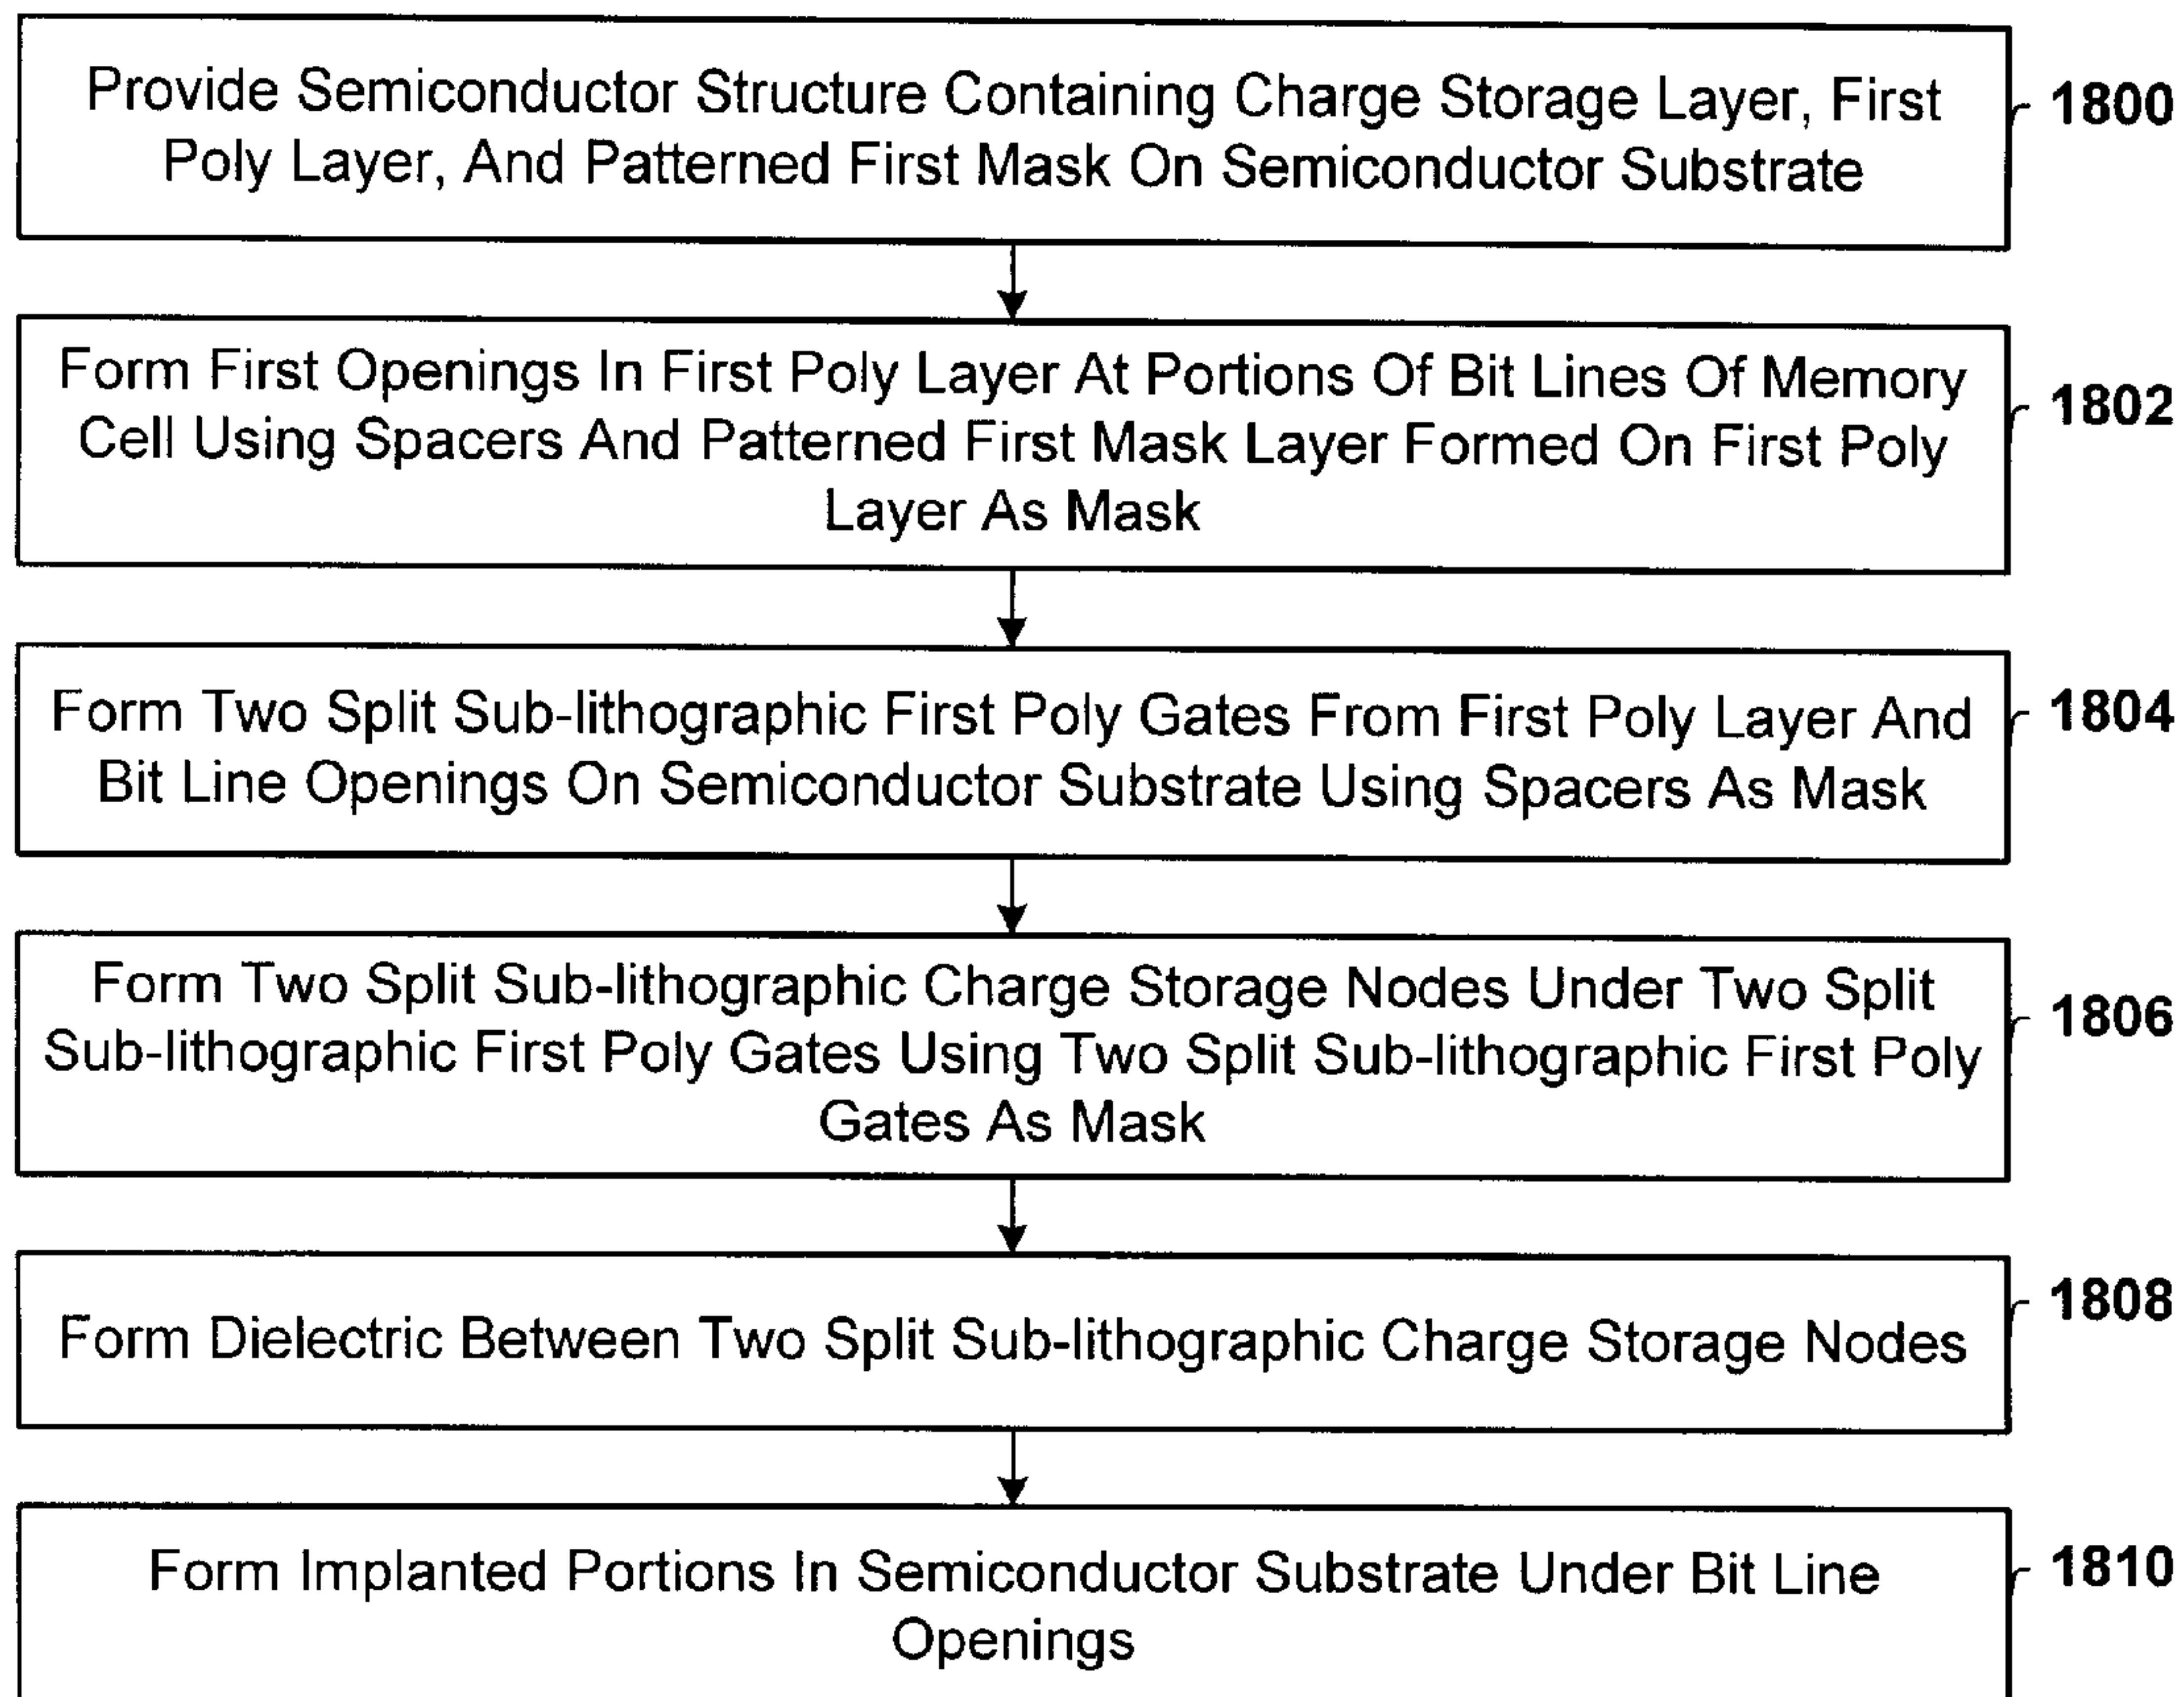 Provide Semiconductor Structure Containing Charge Storage Layer, First
Poly Layer, And Patterned First Mask On Semiconductor Substrate
1800
Form First Openings In First Poly Layer At Portions Of Bit Lines Of Memory
Cell Using Spacers And Patterned First Mask Layer Formed On First Poly
Layer As Mask
1802
Form Two Split Sub-lithographic First Poly Gates From First Poly Layer And
Bit Line Openings On Semiconductor Substrate Using Spacers As Mask
1804
Form Two Split Sub-lithographic Charge Storage Nodes Under Two Split
Sub-lithographic First Poly Gates Using Two Split Sub-lithographic First Poly
Gates As Mask
1806
Form Dielectric Between Two Split Sub-lithographic Charge Storage Nodes
1808
Form Implanted Portions In Semiconductor Substrate Under Bit Line
Openings
1810